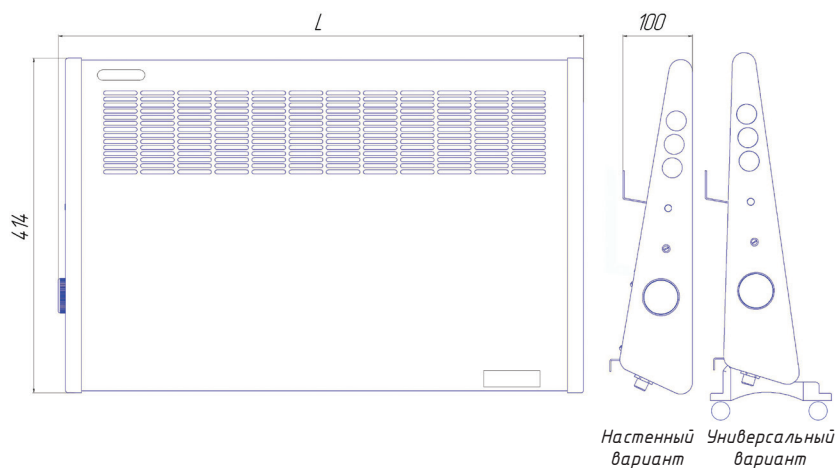 L
100
414
Настенный
вариант
Универсальный
вариант